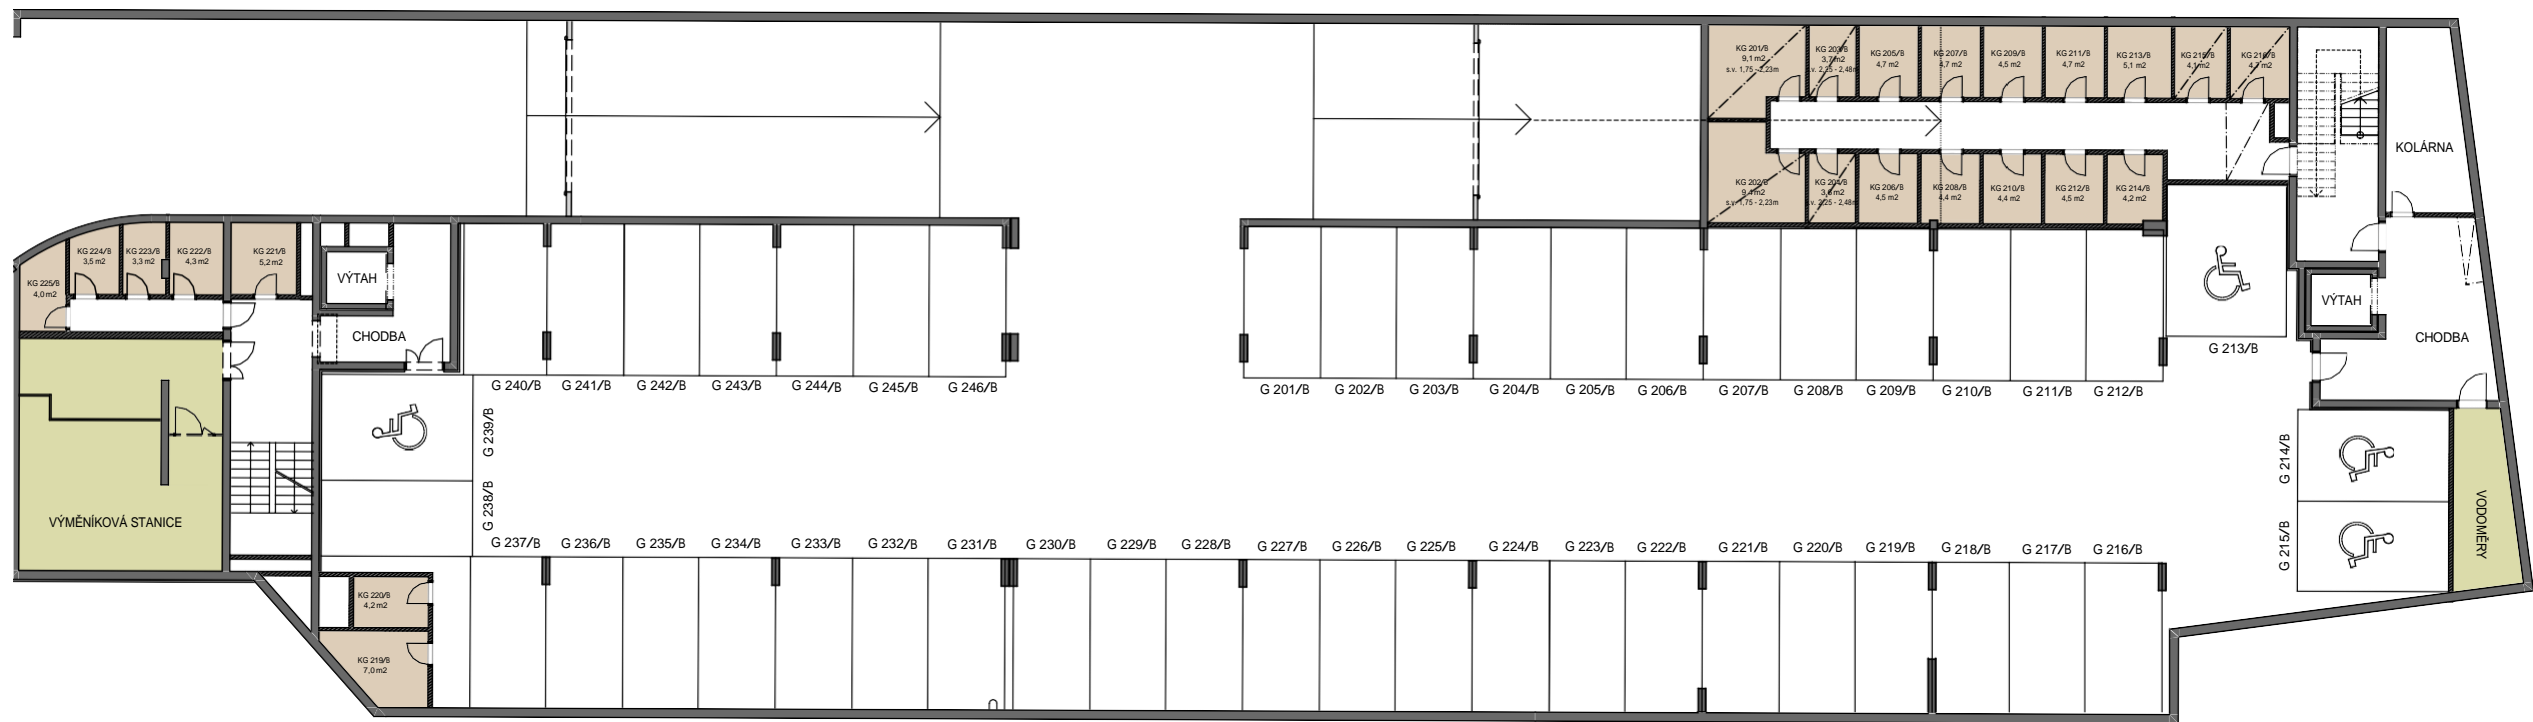 KG 201/B
9,1 m2
s.v. 1,75 - 2,23m
KG 203/B
3,7 m2
s.v. 2,25 - 2,48m
KG 205/B
4,7 m2
KG 207/B
4,7 m2
KG 209/B
4,5 m2
KG 211/B
4,7 m2
KG 213/B
5,1 m2
KG 215/B
4,1 m2
KG 216/B
4,7 m2
KOLÁRNA
KG 202/B
9,1 m2
s.v. 1,75 - 2,23m
KG 204/B
3,6 m2
s.v. 2,25 - 2,48m
KG 206/B
4,5 m2
KG 208/B
4,4 m2
KG 210/B
4,4 m2
KG 212/B
4,5 m2
KG 214/B
4,2 m2
KG 225/B
4,0 m2
KG 224/B
3,5 m2
KG 223/B
3,3 m2
KG 222/B
4,3 m2
KG 221/B
5,2 m2
VÝTAH
CHODBA
VÝTAH
CHODBA
G 213/B
G 240/B
G 241/B
G 242/B
G 243/B
G 244/B
G 245/B
G 246/B
G 201/B
G 202/B
G 203/B
G 204/B
G 205/B
G 206/B
G 207/B
G 208/B
G 209/B
G 210/B
G 211/B
G 212/B
G 239/B
G 238/B
G 214/B
G 215/B
VÝMĚNÍKOVÁ STANICE
VODOMĚRY
G 237/B
G 236/B
G 235/B
G 234/B
G 233/B
G 232/B
G 231/B
G 230/B
G 229/B
G 228/B
G 227/B
G 226/B
G 225/B
G 224/B
G 223/B
G 222/B
G 221/B
G 220/B
G 219/B
G 218/B
G 217/B
G 216/B
KG 220/B
4,2 m2
KG 219/B
7,0 m2